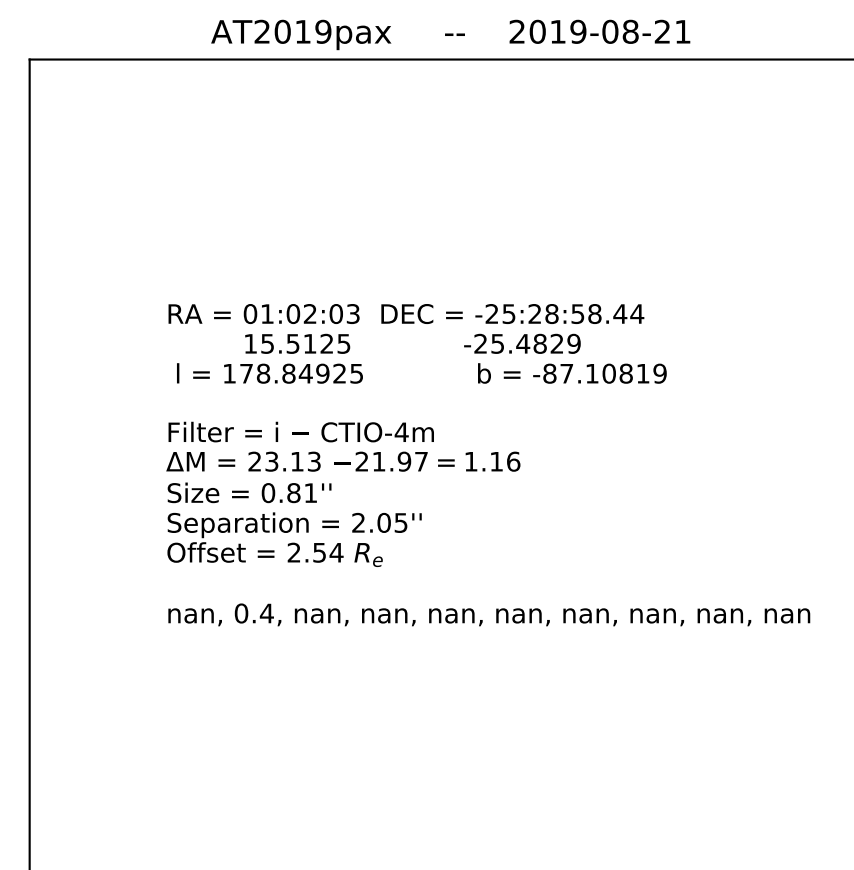 AT2019pax -- 2019-08-21
RA = 01:02:03 DEC = -25:28:58.44
15.5125 -25.4829
l = 178.84925 b = -87.10819
Filter = i − CTIO-4m
ΔM = 23.13 −21.97 = 1.16
Size = 0.81''
Separation = 2.05''
Offset = 2.54 Re
nan, 0.4, nan, nan, nan, nan, nan, nan, nan, nan